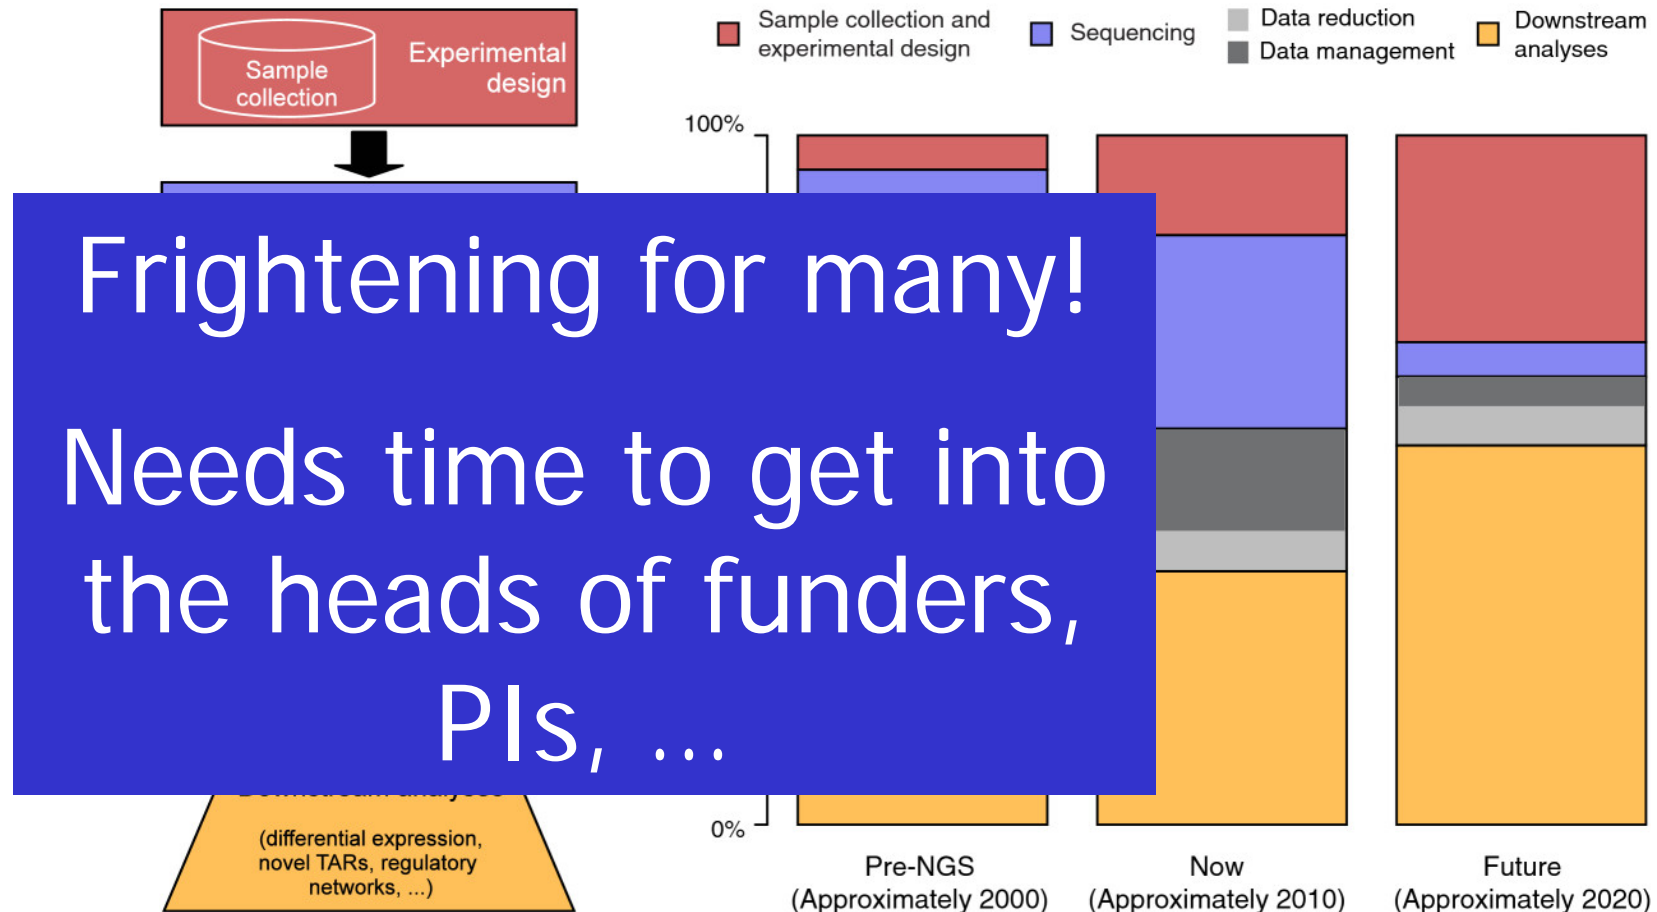 Sample
collection
Experimental
design
Sample collection and
experimental design
Sequencing
Data reduction
Data management
Downstream
analyses
100%
Frightening for many!
Needs time to get into
the heads of funders,
PIs, ...
0%
(differential expression,
novel TARs, regulatory
networks, ...)
Pre-NGS
(Approximately 2000)
Now
(Approximately 2010)
Future
(Approximately 2020)